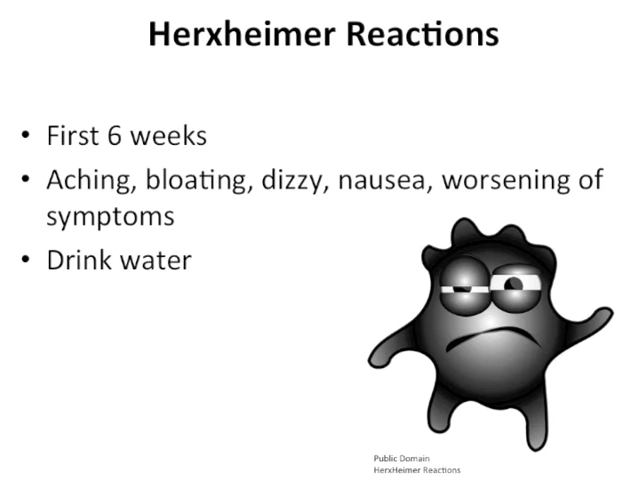 Herxheimer Reactions
• First 6 weeks
• Aching, bloating, dizzy, nausea, worsening of
symptoms
• Drink water
Public Domain
HerxHeimer Reactions